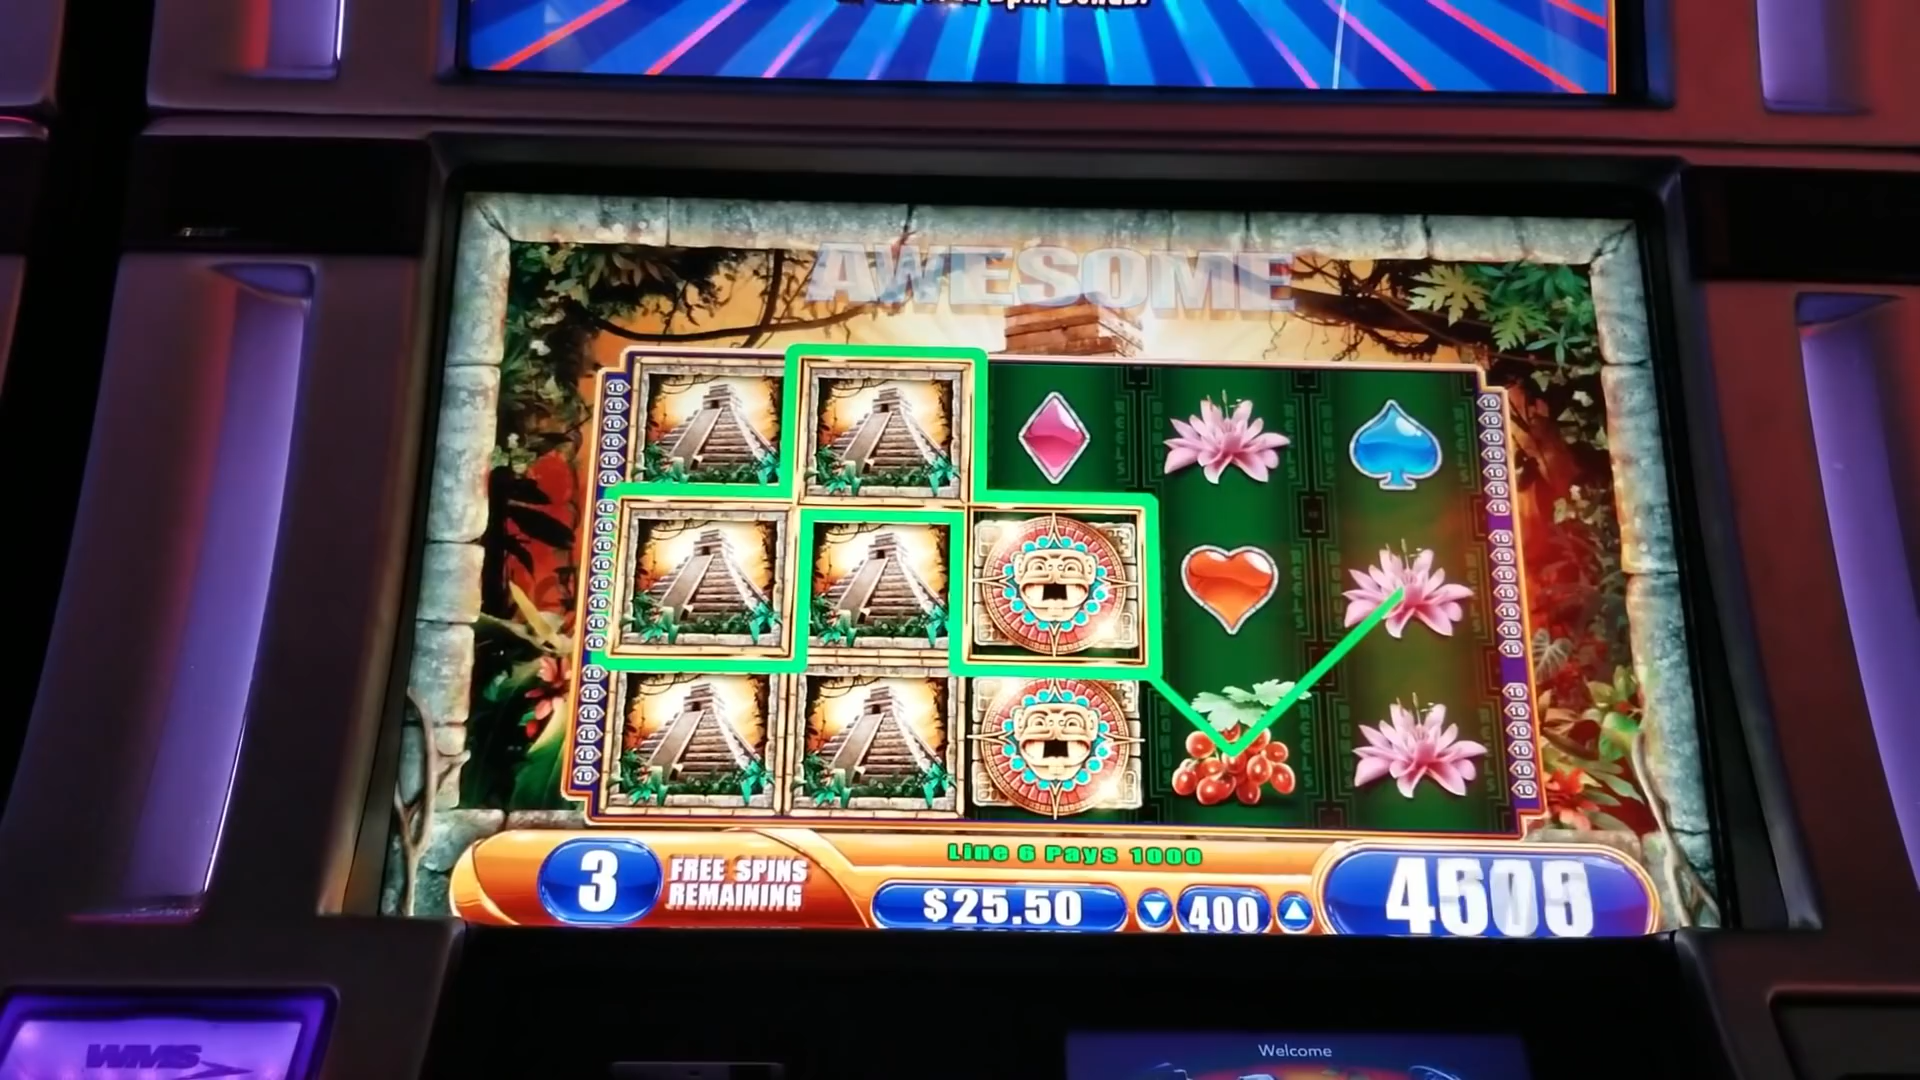 AWESOME
Line 6 Pays 1000
3
FREE SPINS
REMAINING
$25.50
400
WMS
Welcome